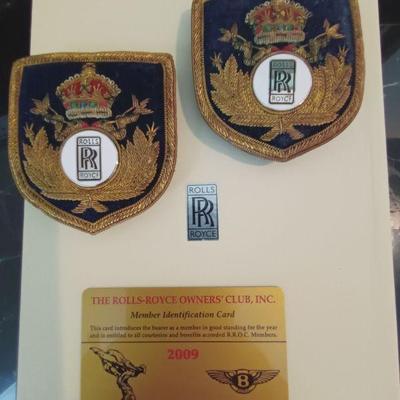 ROLLS
RR
ROYCE
ROLLS
RR
ROYCE
ROLLS
RR
ROYCE
THE ROLLS-ROYCE OWNERS' CLUB, INC.
Member Identification Card
This card introduces the bearer as a member in good standing for the year
and is entitled to all courtesies and benefits accorded R.R.O.C. Members.
2009
B